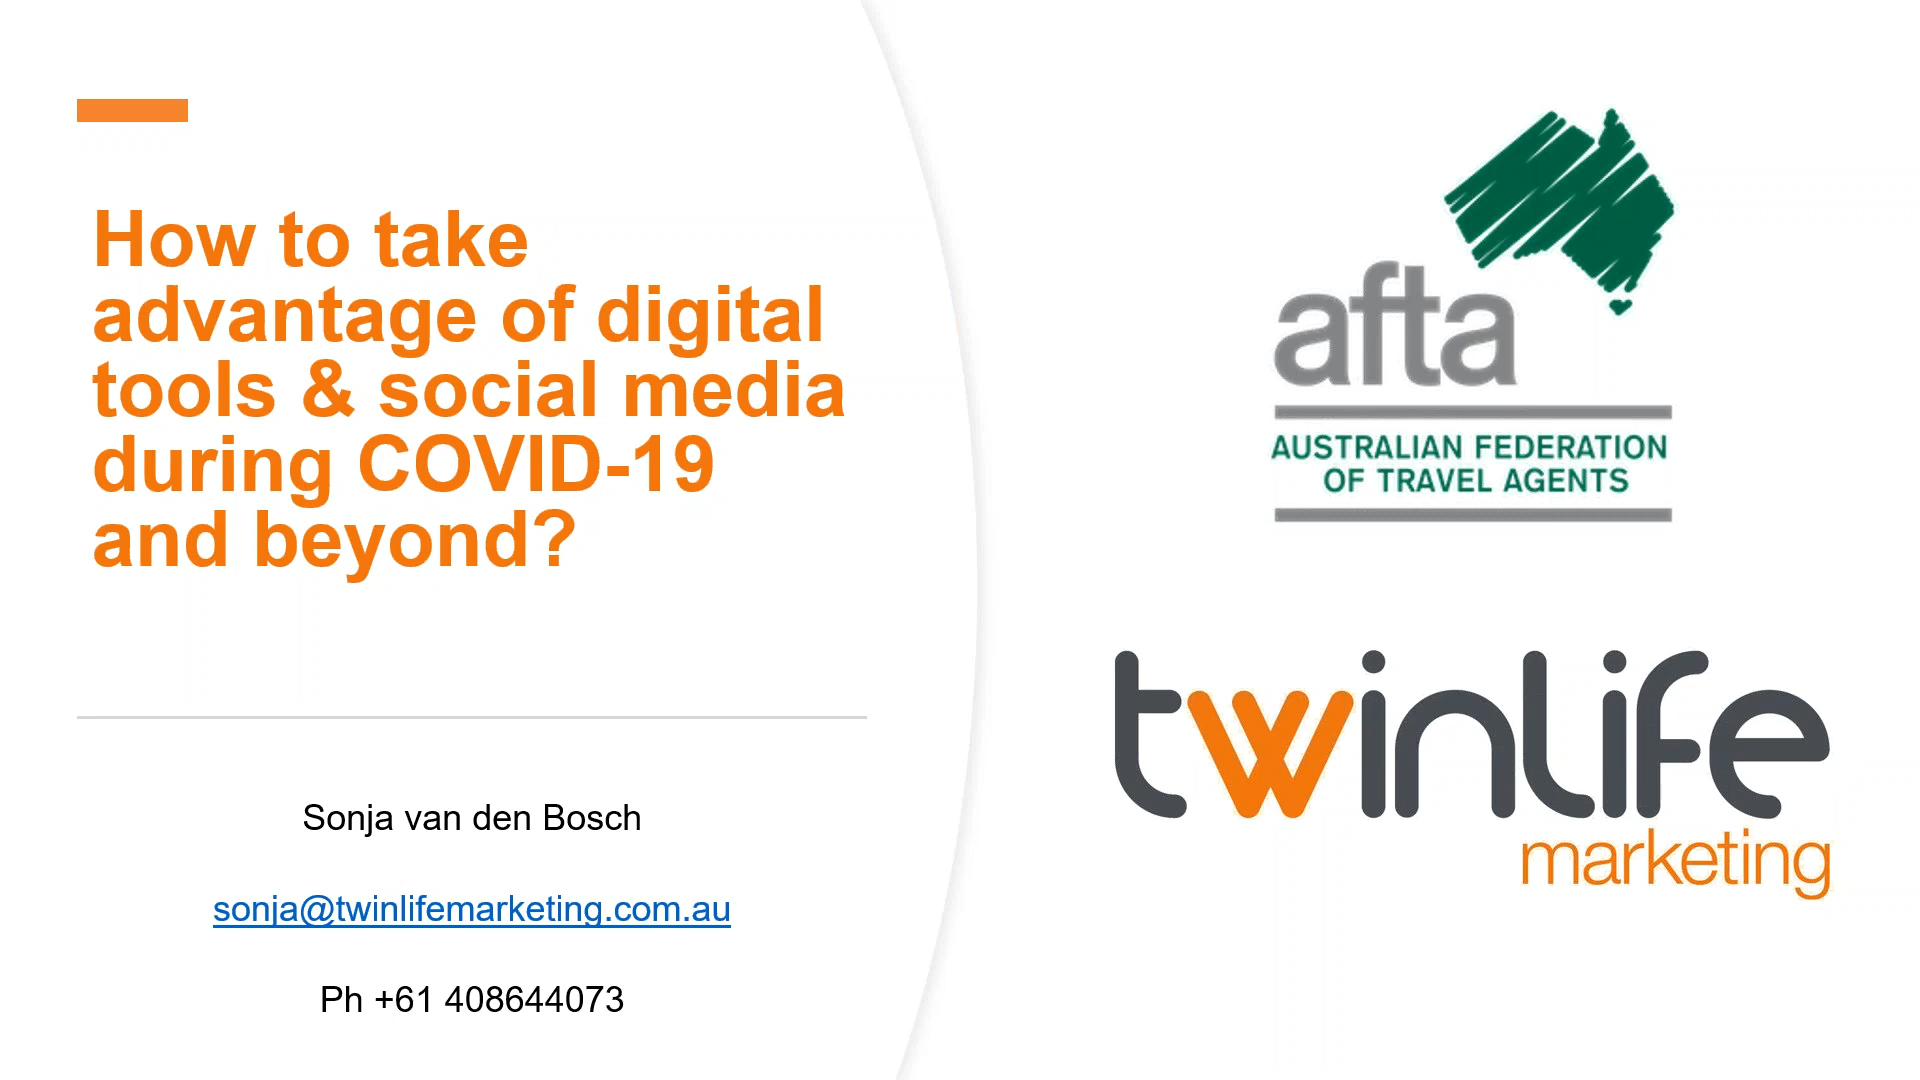 How to take
advantage of digital
tools & social media
during COVID-19
and beyond?
Sonja van den Bosch
sonja@twinlifemarketing.com.au
Ph +61 408644073
afta
AUSTRALIAN FEDERATION
OF TRAVEL AGENTS
twinlife
marketing